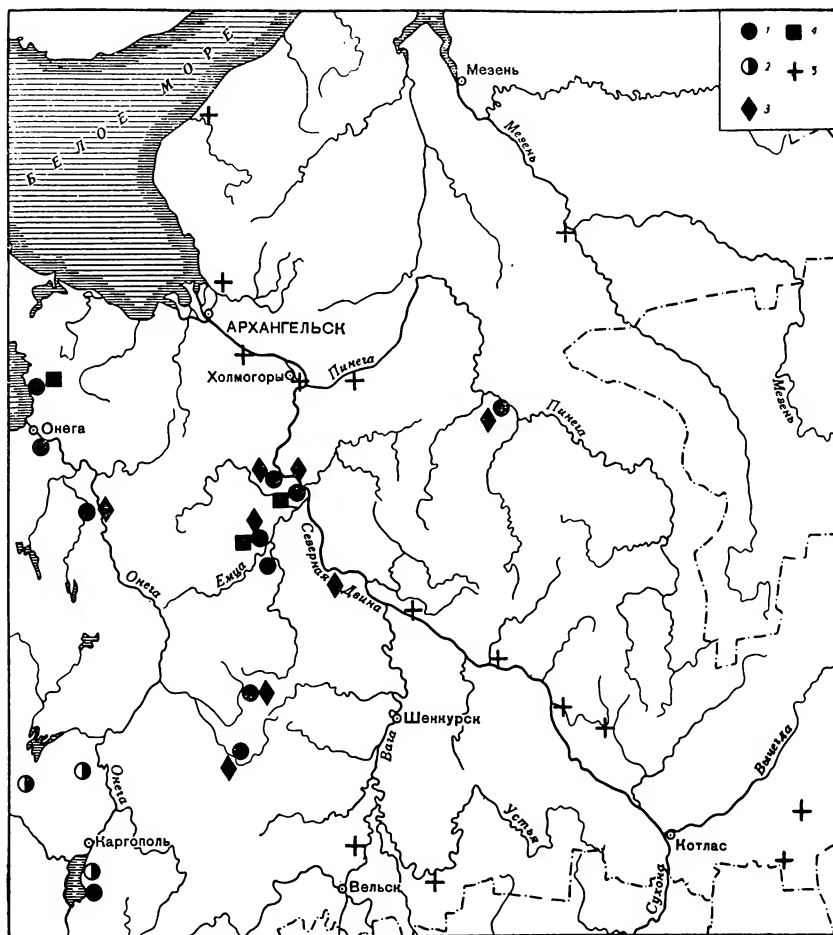 1 4
2 5
3
БЕЛОЕ МОРЕ
Мезень
Мезень
АРХАНГЕЛЬСК
Холмогоры
Пинега
Пинега
Мезень
Онега
Онега
Емца
Северная Двина
Шенкурск
Вага
Онега
Каргополь
Вельск
Устья
Вычегда
Котлас
Сухона